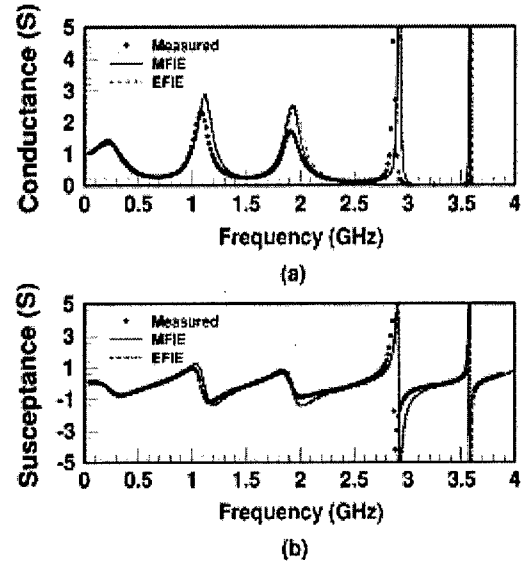 5
4
3
2
1
0
Conductance (S)
Measured
MFIE
EFIE
0 0.5 1 1.5 2 2.5 3 3.5 4
Frequency (GHz)
(a)
5
3
1
-1
-3
-5
Susceptance (S)
Measured
MFIE
EFIE
0 0.5 1 1.5 2 2.5 3 3.5 4
Frequency (GHz)
(b)